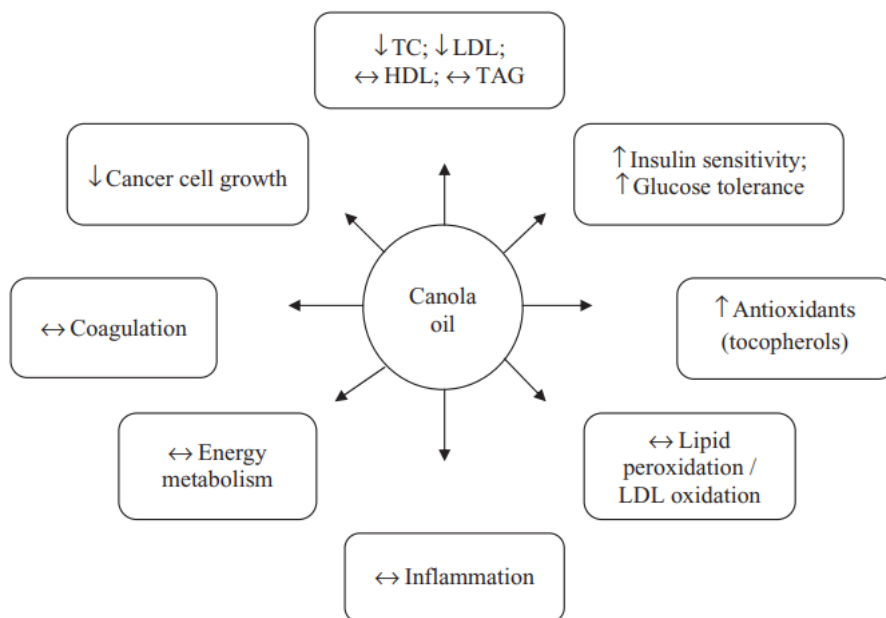 ↓TC; ↓LDL;
↔HDL; ↔TAG
↓Cancer cell growth
↑Insulin sensitivity;
↑Glucose tolerance
Canola
oil
↔Coagulation
↑Antioxidants
(tocopherols)
↔Energy
metabolism
↔Lipid
peroxidation /
LDL oxidation
↔Inflammation